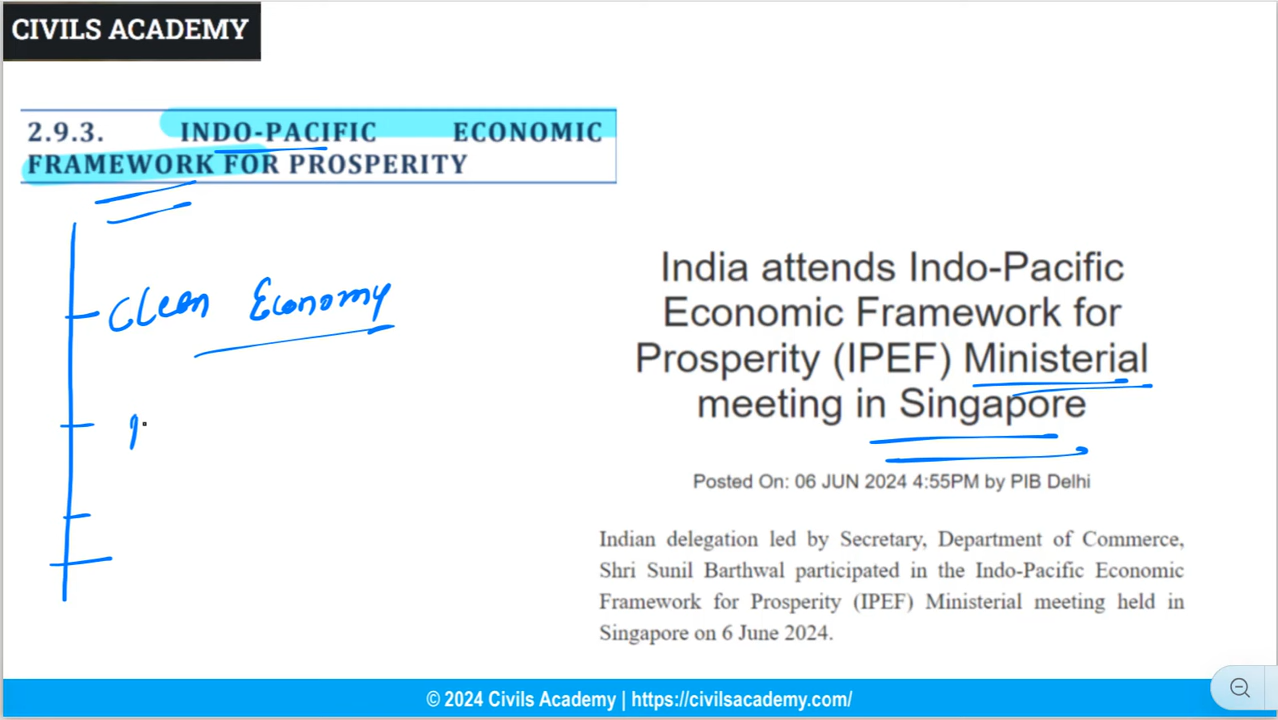 CIVILS ACADEMY
2.9.3. INDO-PACIFIC ECONOMIC
FRAMEWORK FOR PROSPERITY
Clean Economy
India attends Indo-Pacific
Economic Framework for
Prosperity (IPEF) Ministerial
meeting in Singapore
Posted On: 06 JUN 2024 4:55PM by PIB Delhi
Indian delegation led by Secretary, Department of Commerce,
Shri Sunil Barthwal participated in the Indo-Pacific Economic
Framework for Prosperity (IPEF) Ministerial meeting held in
Singapore on 6 June 2024.
© 2024 Civils Academy | https://civilsacademy.com/